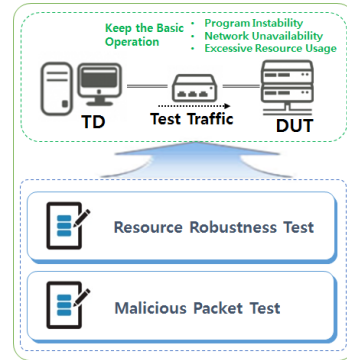 Keep the Basic
Operation
• Program Instability
• Network Unavailability
• Excessive Resource Usage
TD
Test Traffic
DUT
Resource Robustness Test
Malicious Packet Test